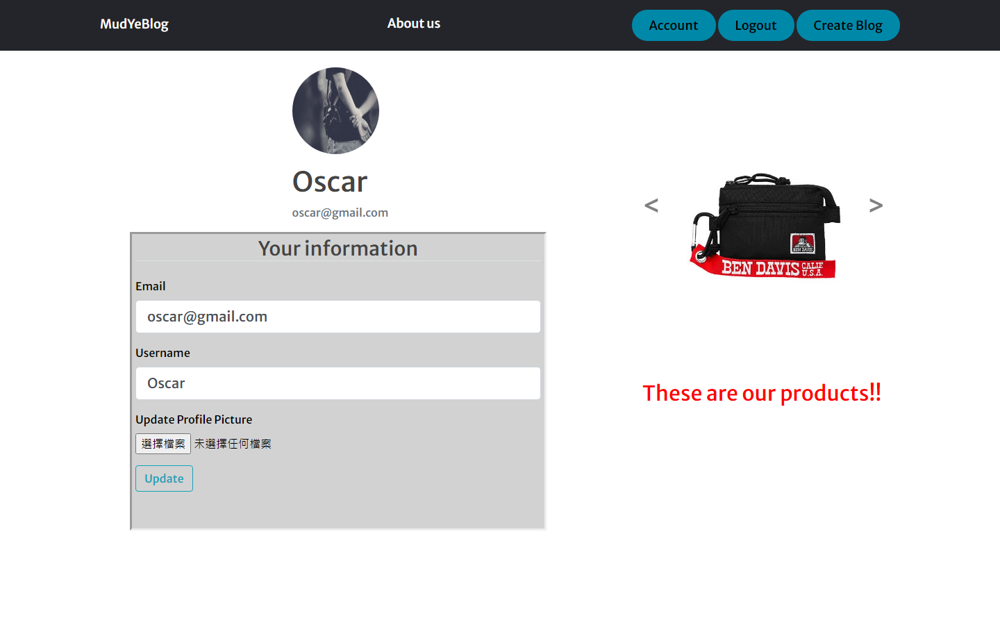 MudYeBlog
About us
Account
Logout
Create Blog
Oscar
oscar@gmail.com
Your information
Email
oscar@gmail.com
Username
Oscar
Update Profile Picture
選擇檔案 未選擇任何檔案
Update
<
>
BEN DAVIS
BEN DAVIS CALIF U.S.A.
These are our products!!